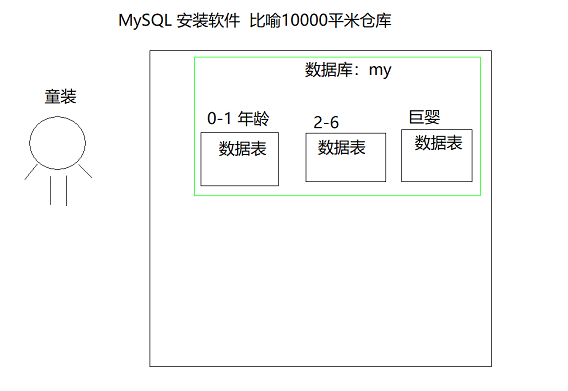 MySQL 安装软件  比喻10000平米仓库
数据库：my
童装
0-1 年龄
2-6
巨婴
数据表
数据表
数据表